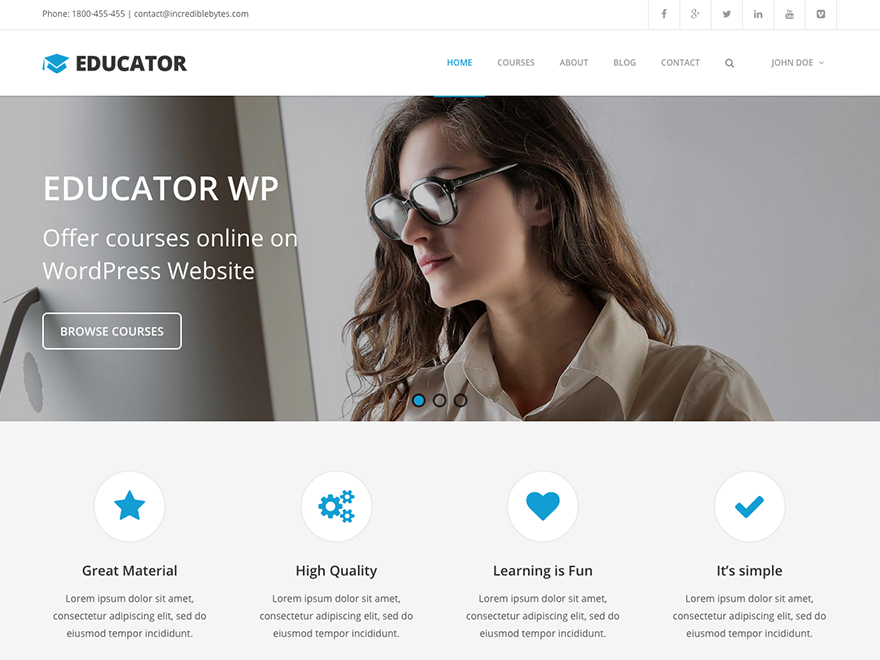 Phone: 1800-455-455 | contact@incrediblebytes.com
EDUCATOR
HOME COURSES ABOUT BLOG CONTACT JOHN DOE
EDUCATOR WP
Offer courses online on
WordPress Website
BROWSE COURSES
Great Material
Lorem ipsum dolor sit amet,
consectetur adipiscing elit, sed do
eiusmod tempor incididunt.
High Quality
Lorem ipsum dolor sit amet,
consectetur adipiscing elit, sed do
eiusmod tempor incididunt.
Learning is Fun
Lorem ipsum dolor sit amet,
consectetur adipiscing elit, sed do
eiusmod tempor incididunt.
It’s simple
Lorem ipsum dolor sit amet,
consectetur adipiscing elit, sed do
eiusmod tempor incididunt.